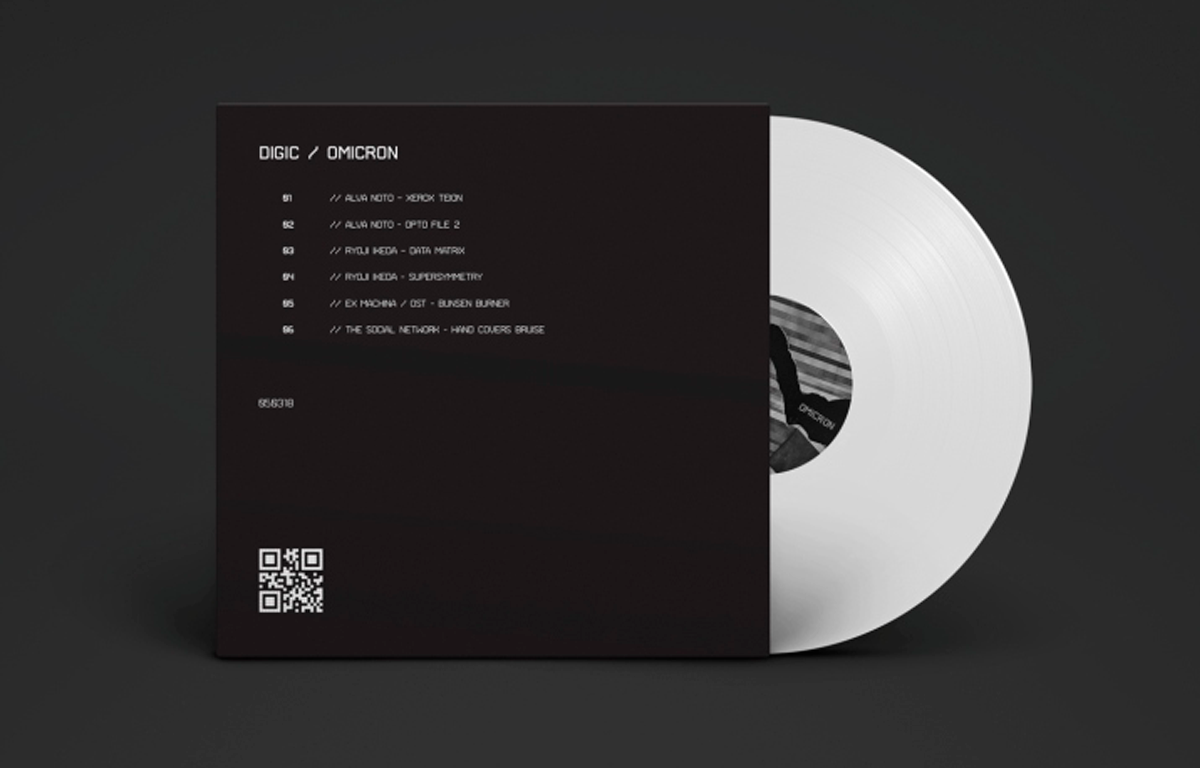 DIGIC / OMICRON
01 // ALVA NOTO - XEROX TEION
02 // ALVA NOTO - OPTO FILE 2
03 // RYOJI IKEDA - DATA MATRIX
04 // RYOJI IKEDA - SUPERSYMMETRY
05 // EX MACHINA / OST - BUNSEN BURNER
06 // THE SOCIAL NETWORK - HAND COVERS BRUISE
050318
OMICRON